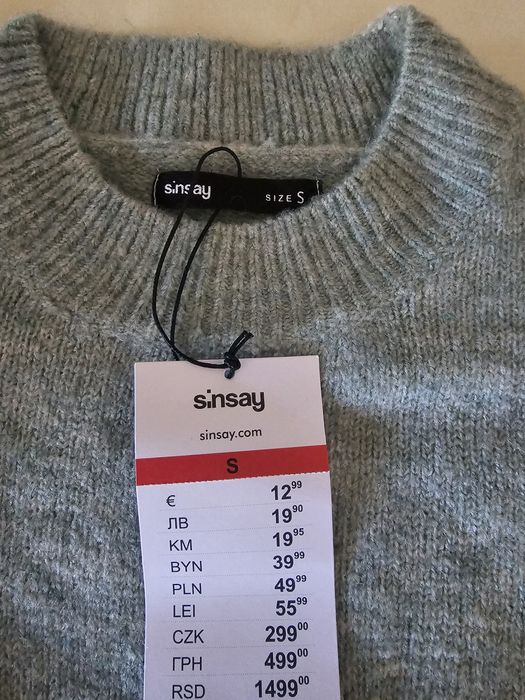 sinsay
SIZE S
sinsay
sinsay.com
S
€ 12⁹⁹
ЛВ 19⁹⁰
KM 19⁹⁵
BYN 39⁹⁹
PLN 49⁹⁹
LEI 55⁹⁹
CZK 299⁰⁰
ГРН 499⁰⁰
RSD 1499⁰⁰